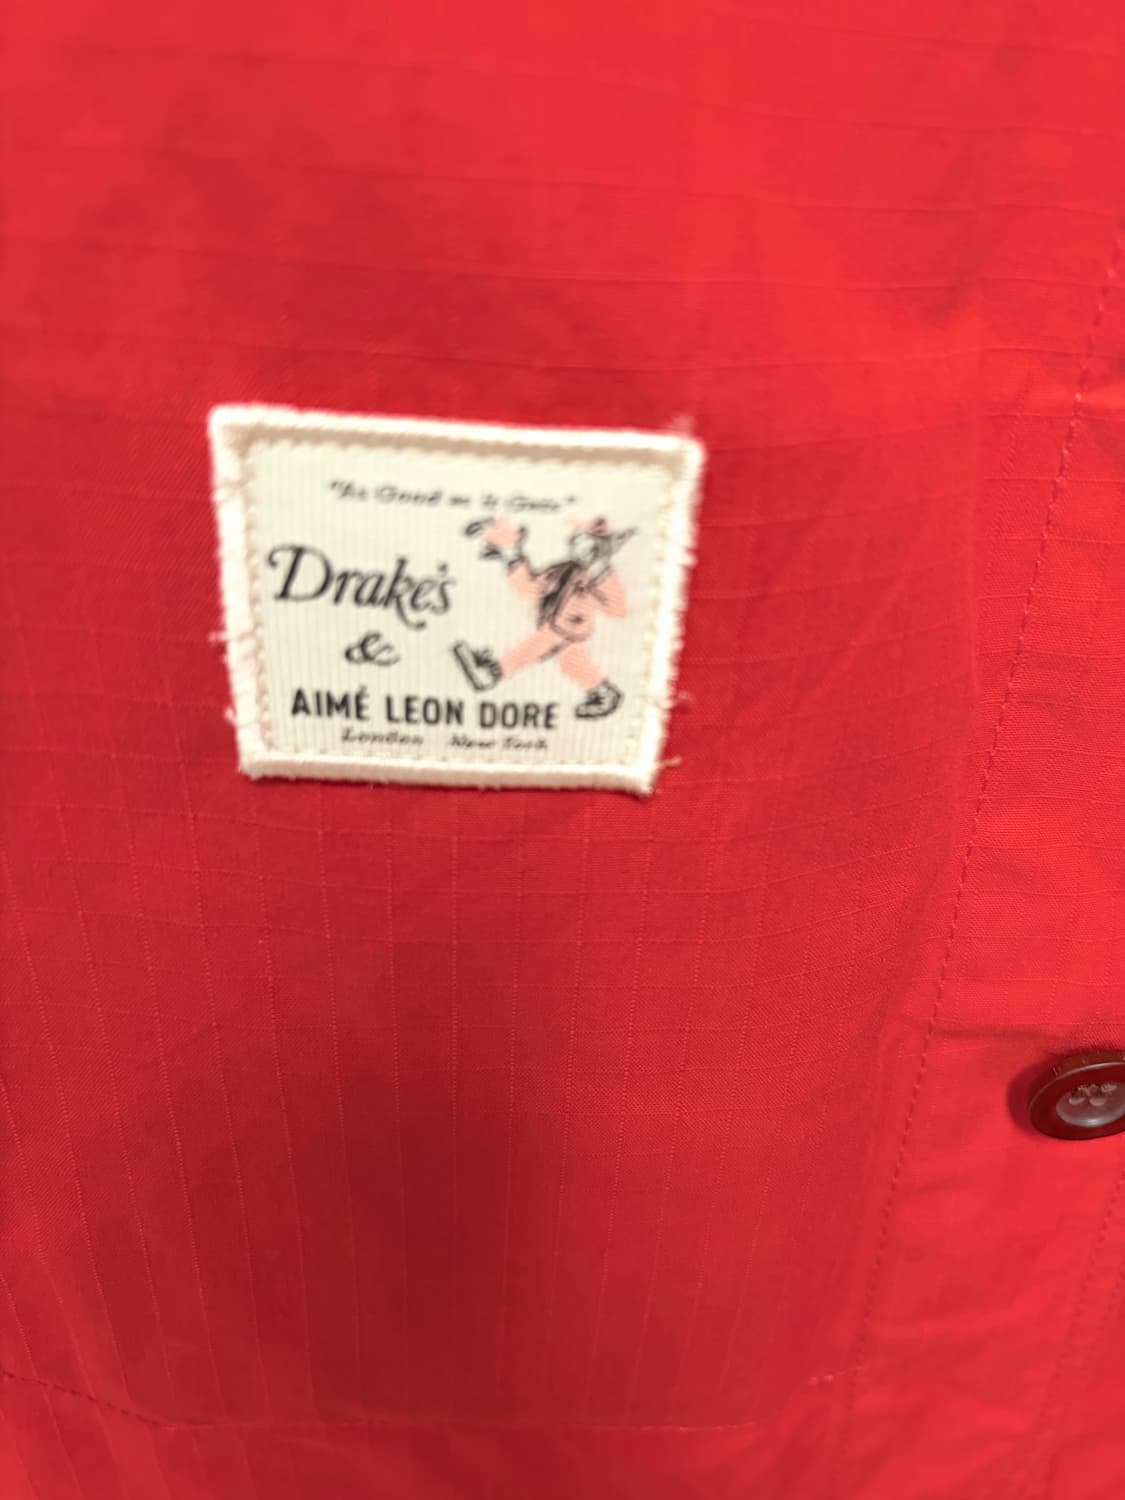 "As Good as it Gets"
Drake's
&
AIMÉ LEON DORE
London New York